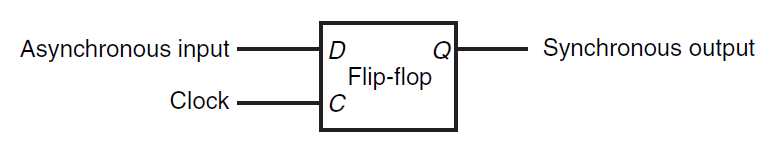 Asynchronous input D Q Synchronous output
Flip-flop
Clock C